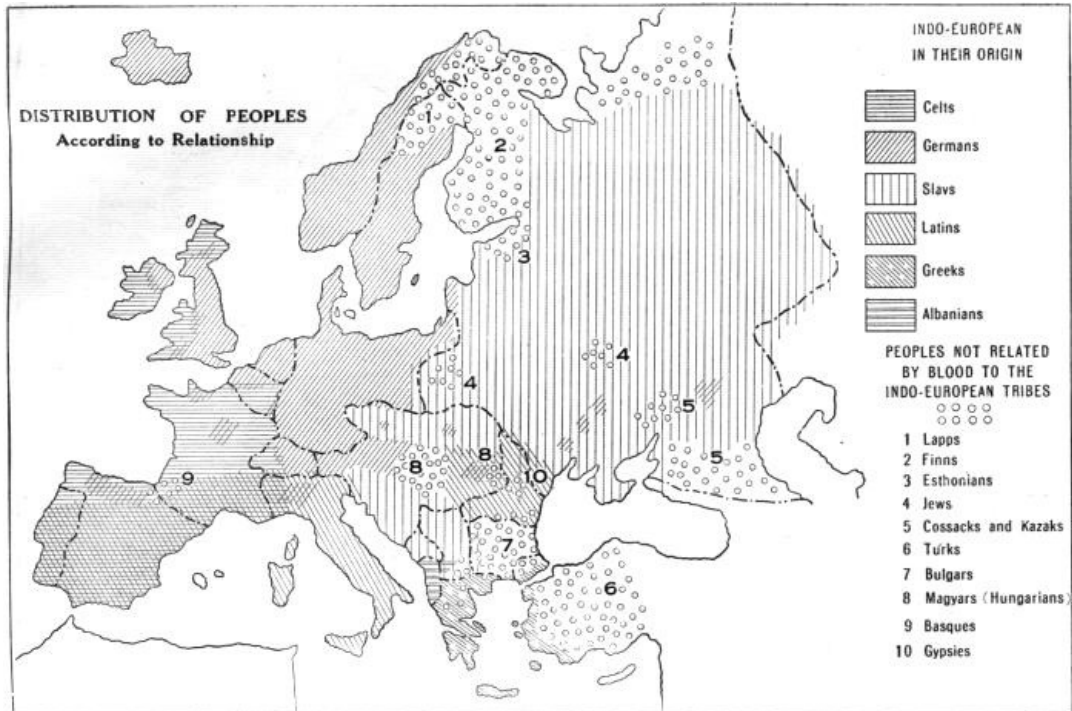 DISTRIBUTION OF PEOPLES
According to Relationship
INDO-EUROPEAN
IN THEIR ORIGIN
Celts
Germans
Slavs
Latins
Greeks
Albanians
PEOPLES NOT RELATED
BY BLOOD TO THE
INDO-EUROPEAN TRIBES
1 Lapps
2 Finns
3 Esthonians
4 Jews
5 Cossacks and Kazaks
6 Turks
7 Bulgars
8 Magyars (Hungarians)
9 Basques
10 Gypsies
1
2
3
4
4
5
5
8
8
10
9
7
6